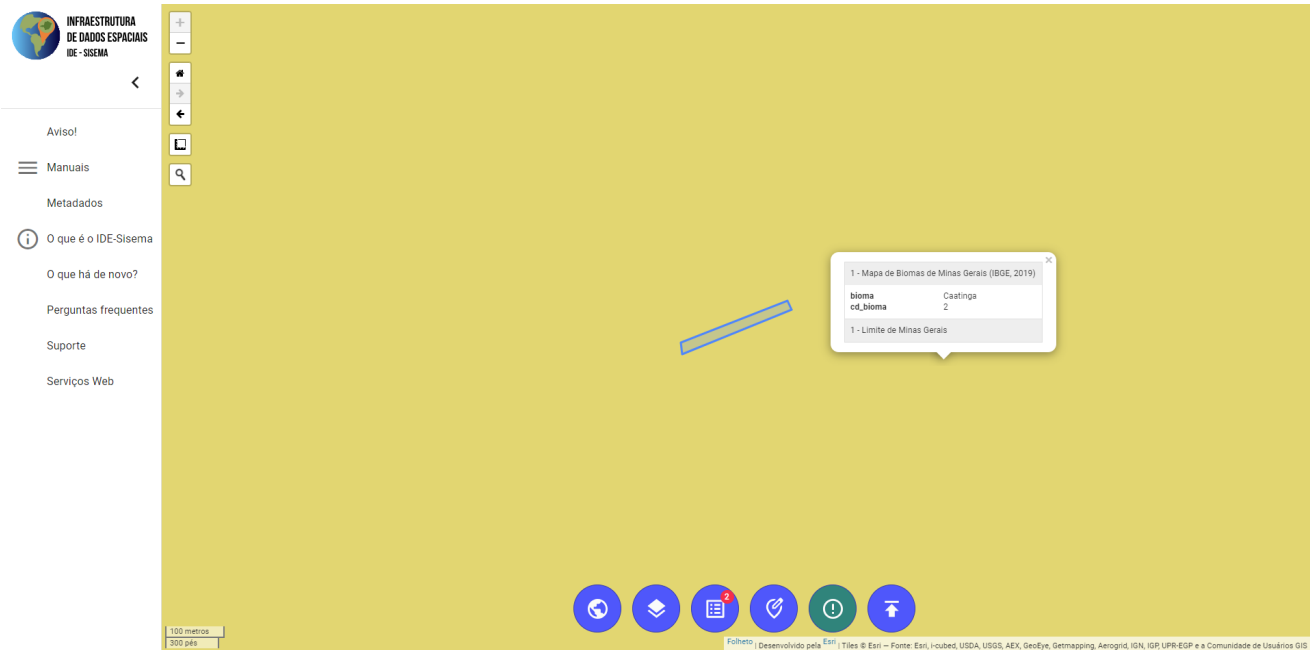 INFRAESTRUTURA
DE DADOS ESPACIAIS
IDE - SISEMA
Aviso!
Manuais
Metadados
O que é o IDE-Sisema
O que há de novo?
Perguntas frequentes
Suporte
Serviços Web
1 - Mapa de Biomas de Minas Gerais (IBGE, 2019)
bioma Caatinga
cd_bioma 2
1 - Limite de Minas Gerais
2
100 metros
300 pés
Folheto | Desenvolvido pela Esri | Tiles © Esri — Fonte: Esri, i-cubed, USDA, USGS, AEX, GeoEye, Getmapping, Aerogrid, IGN, IGP, UPR-EGP e a Comunidade de Usuários GIS